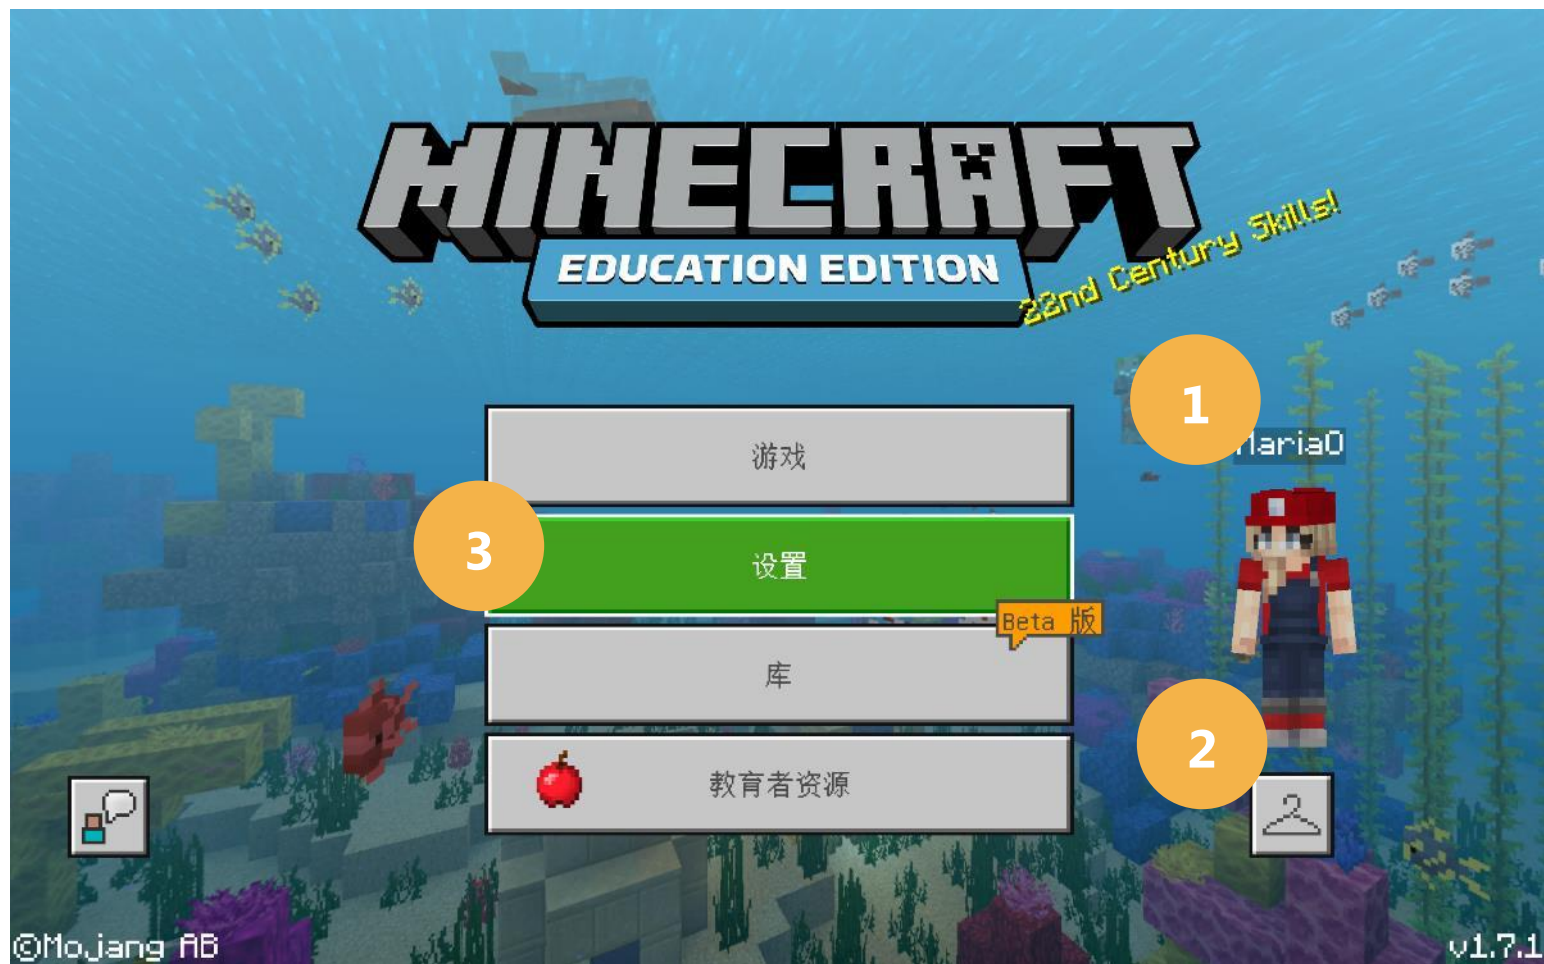 MINECRAFT
EDUCATION EDITION
22nd Century Skills!
1
MariaO
游戏
3
设置
Beta 版
库
2
教育者资源
©Mojang AB
v1.7.1